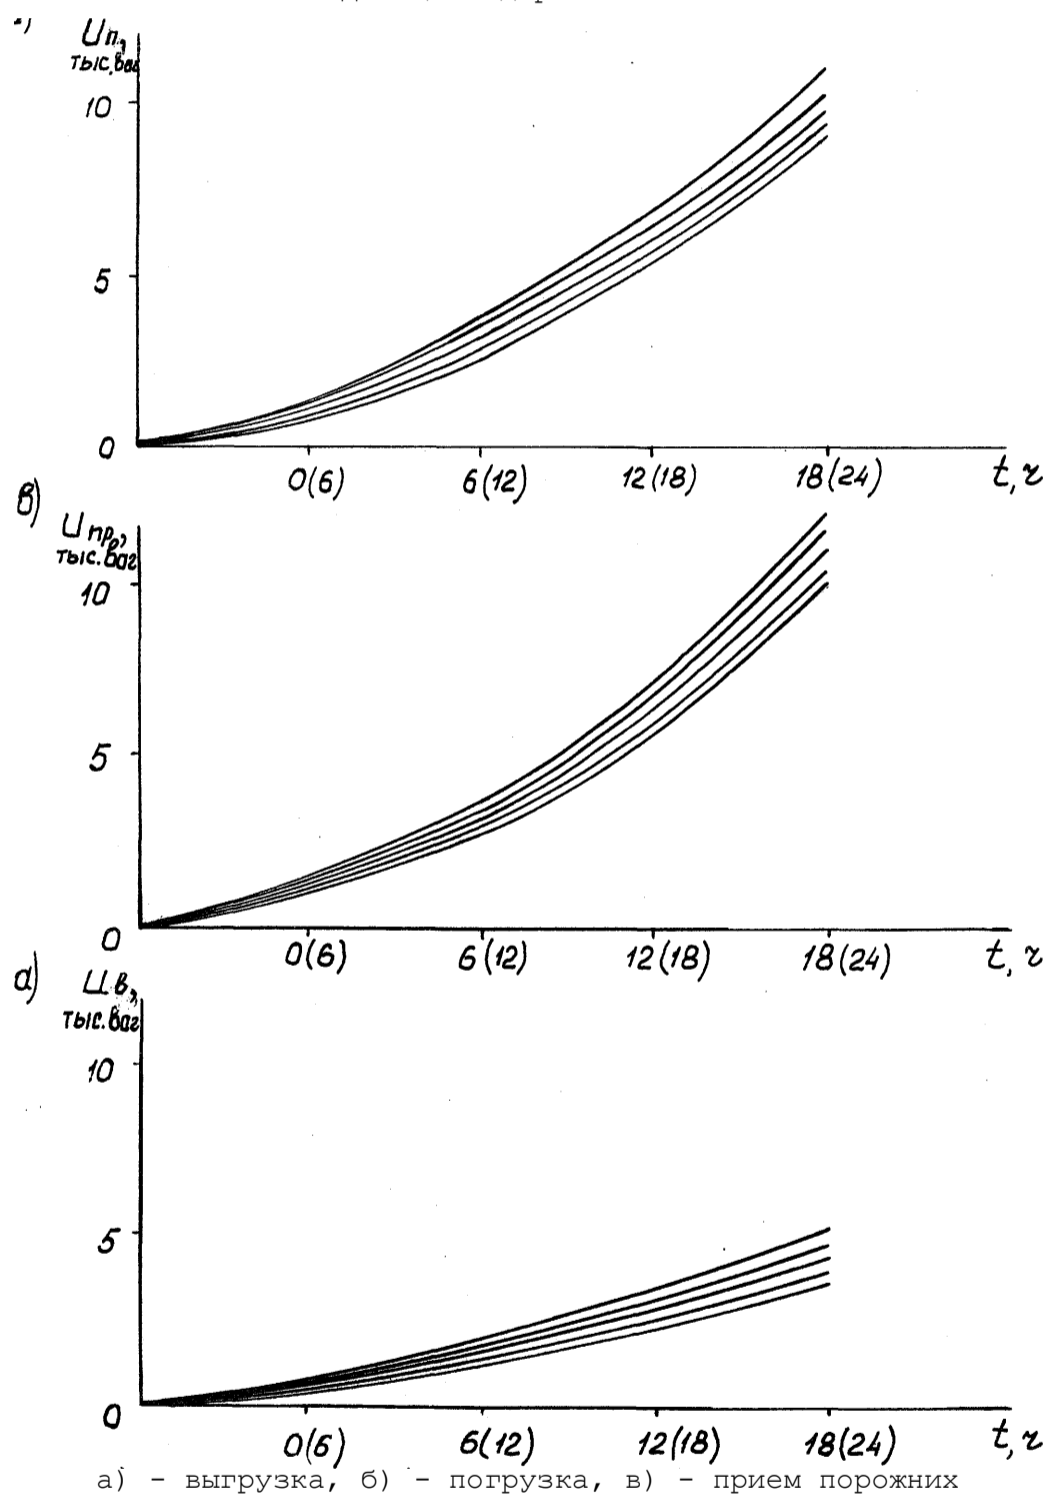 Uп,
тыс.ваг
10
5
0
0(6) 6(12) 12(18) 18(24) t,ч
в) Uпр,
тыс.ваг
10
5
0
0(6) 6(12) 12(18) 18(24) t,ч
а) Uв,
тыс.ваг
10
5
0
0(6) 6(12) 12(18) 18(24) t,ч
а) - выгрузка, б) - погрузка, в) - прием порожних